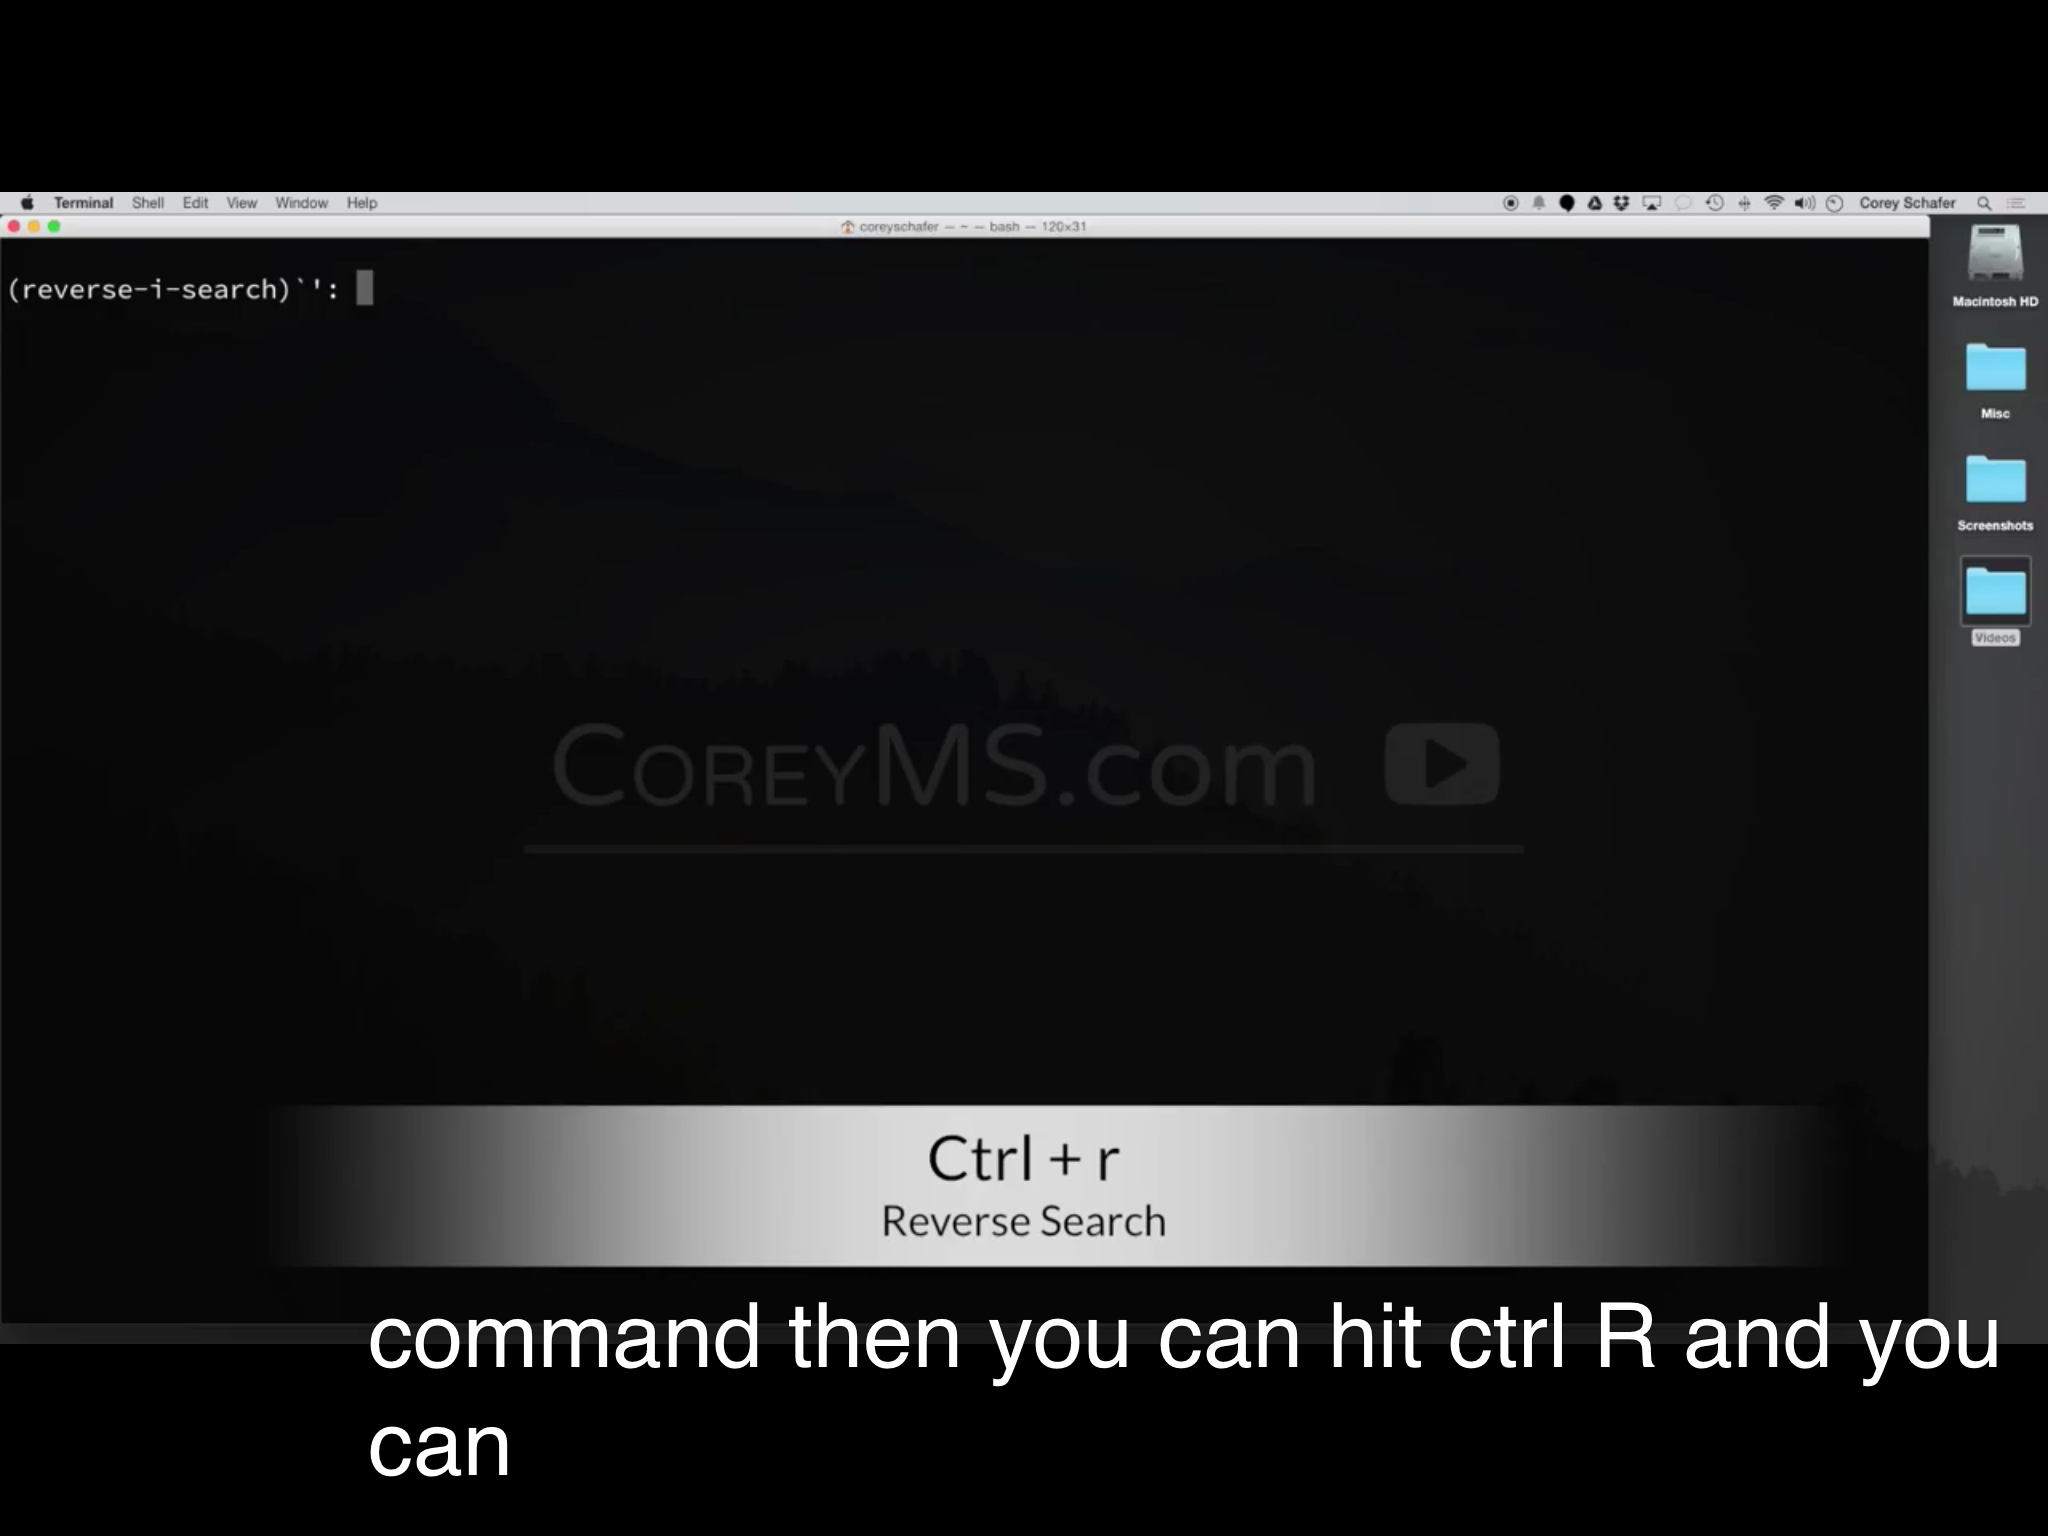 Terminal Shell Edit View Window Help Corey Schafer
coreyschafer — ~ — bash — 120×31
(reverse-i-search)`':
Macintosh HD
Misc
Screenshots
Videos
COREYMS.com
Ctrl + r
Reverse Search
command then you can hit ctrl R and you
can